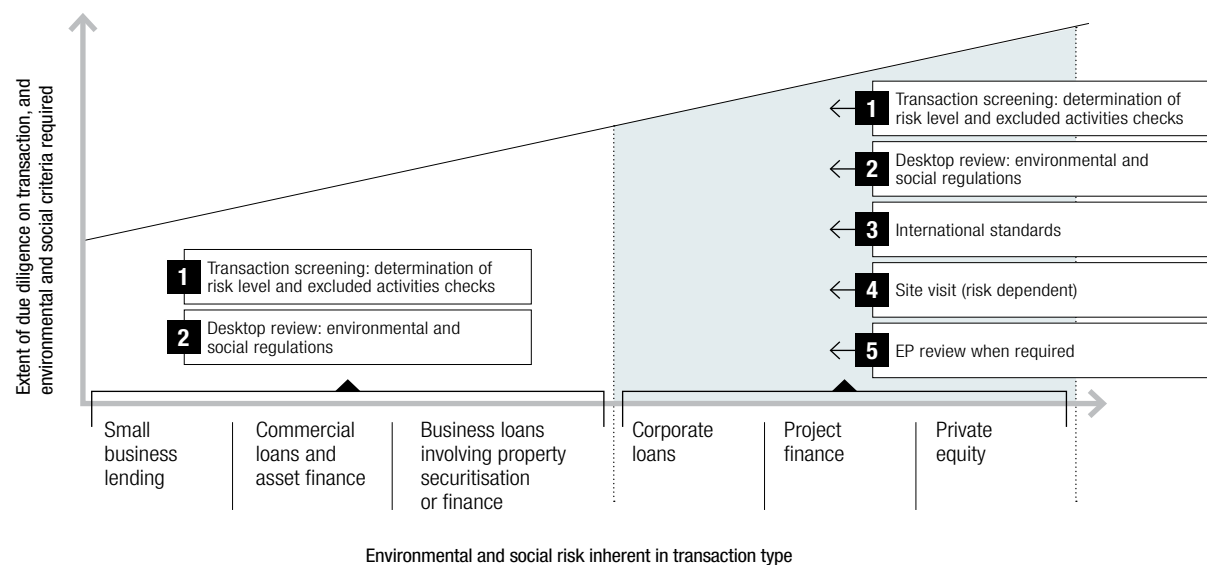 Extent of due diligence on transaction, and
environmental and social criteria required
1
Transaction screening: determination of
risk level and excluded activities checks
2
Desktop review: environmental and
social regulations
1
Transaction screening: determination of
risk level and excluded activities checks
2
Desktop review: environmental and
social regulations
3
International standards
4
Site visit (risk dependent)
5
EP review when required
Small
business
lending
Commercial
loans and
asset finance
Business loans
involving property
securitisation
or finance
Corporate
loans
Project
finance
Private
equity
Environmental and social risk inherent in transaction type